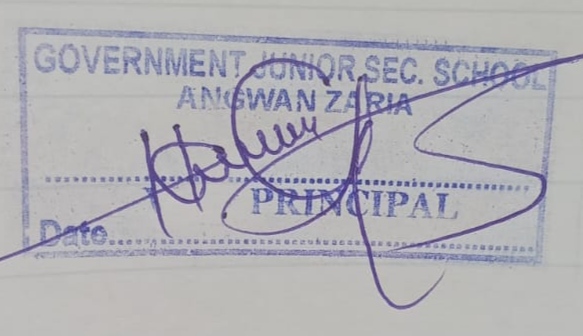 GOVERNMENT JUNIOR SEC. SCHOOL
ANGWAN ZARIA
PRINCIPAL
Date